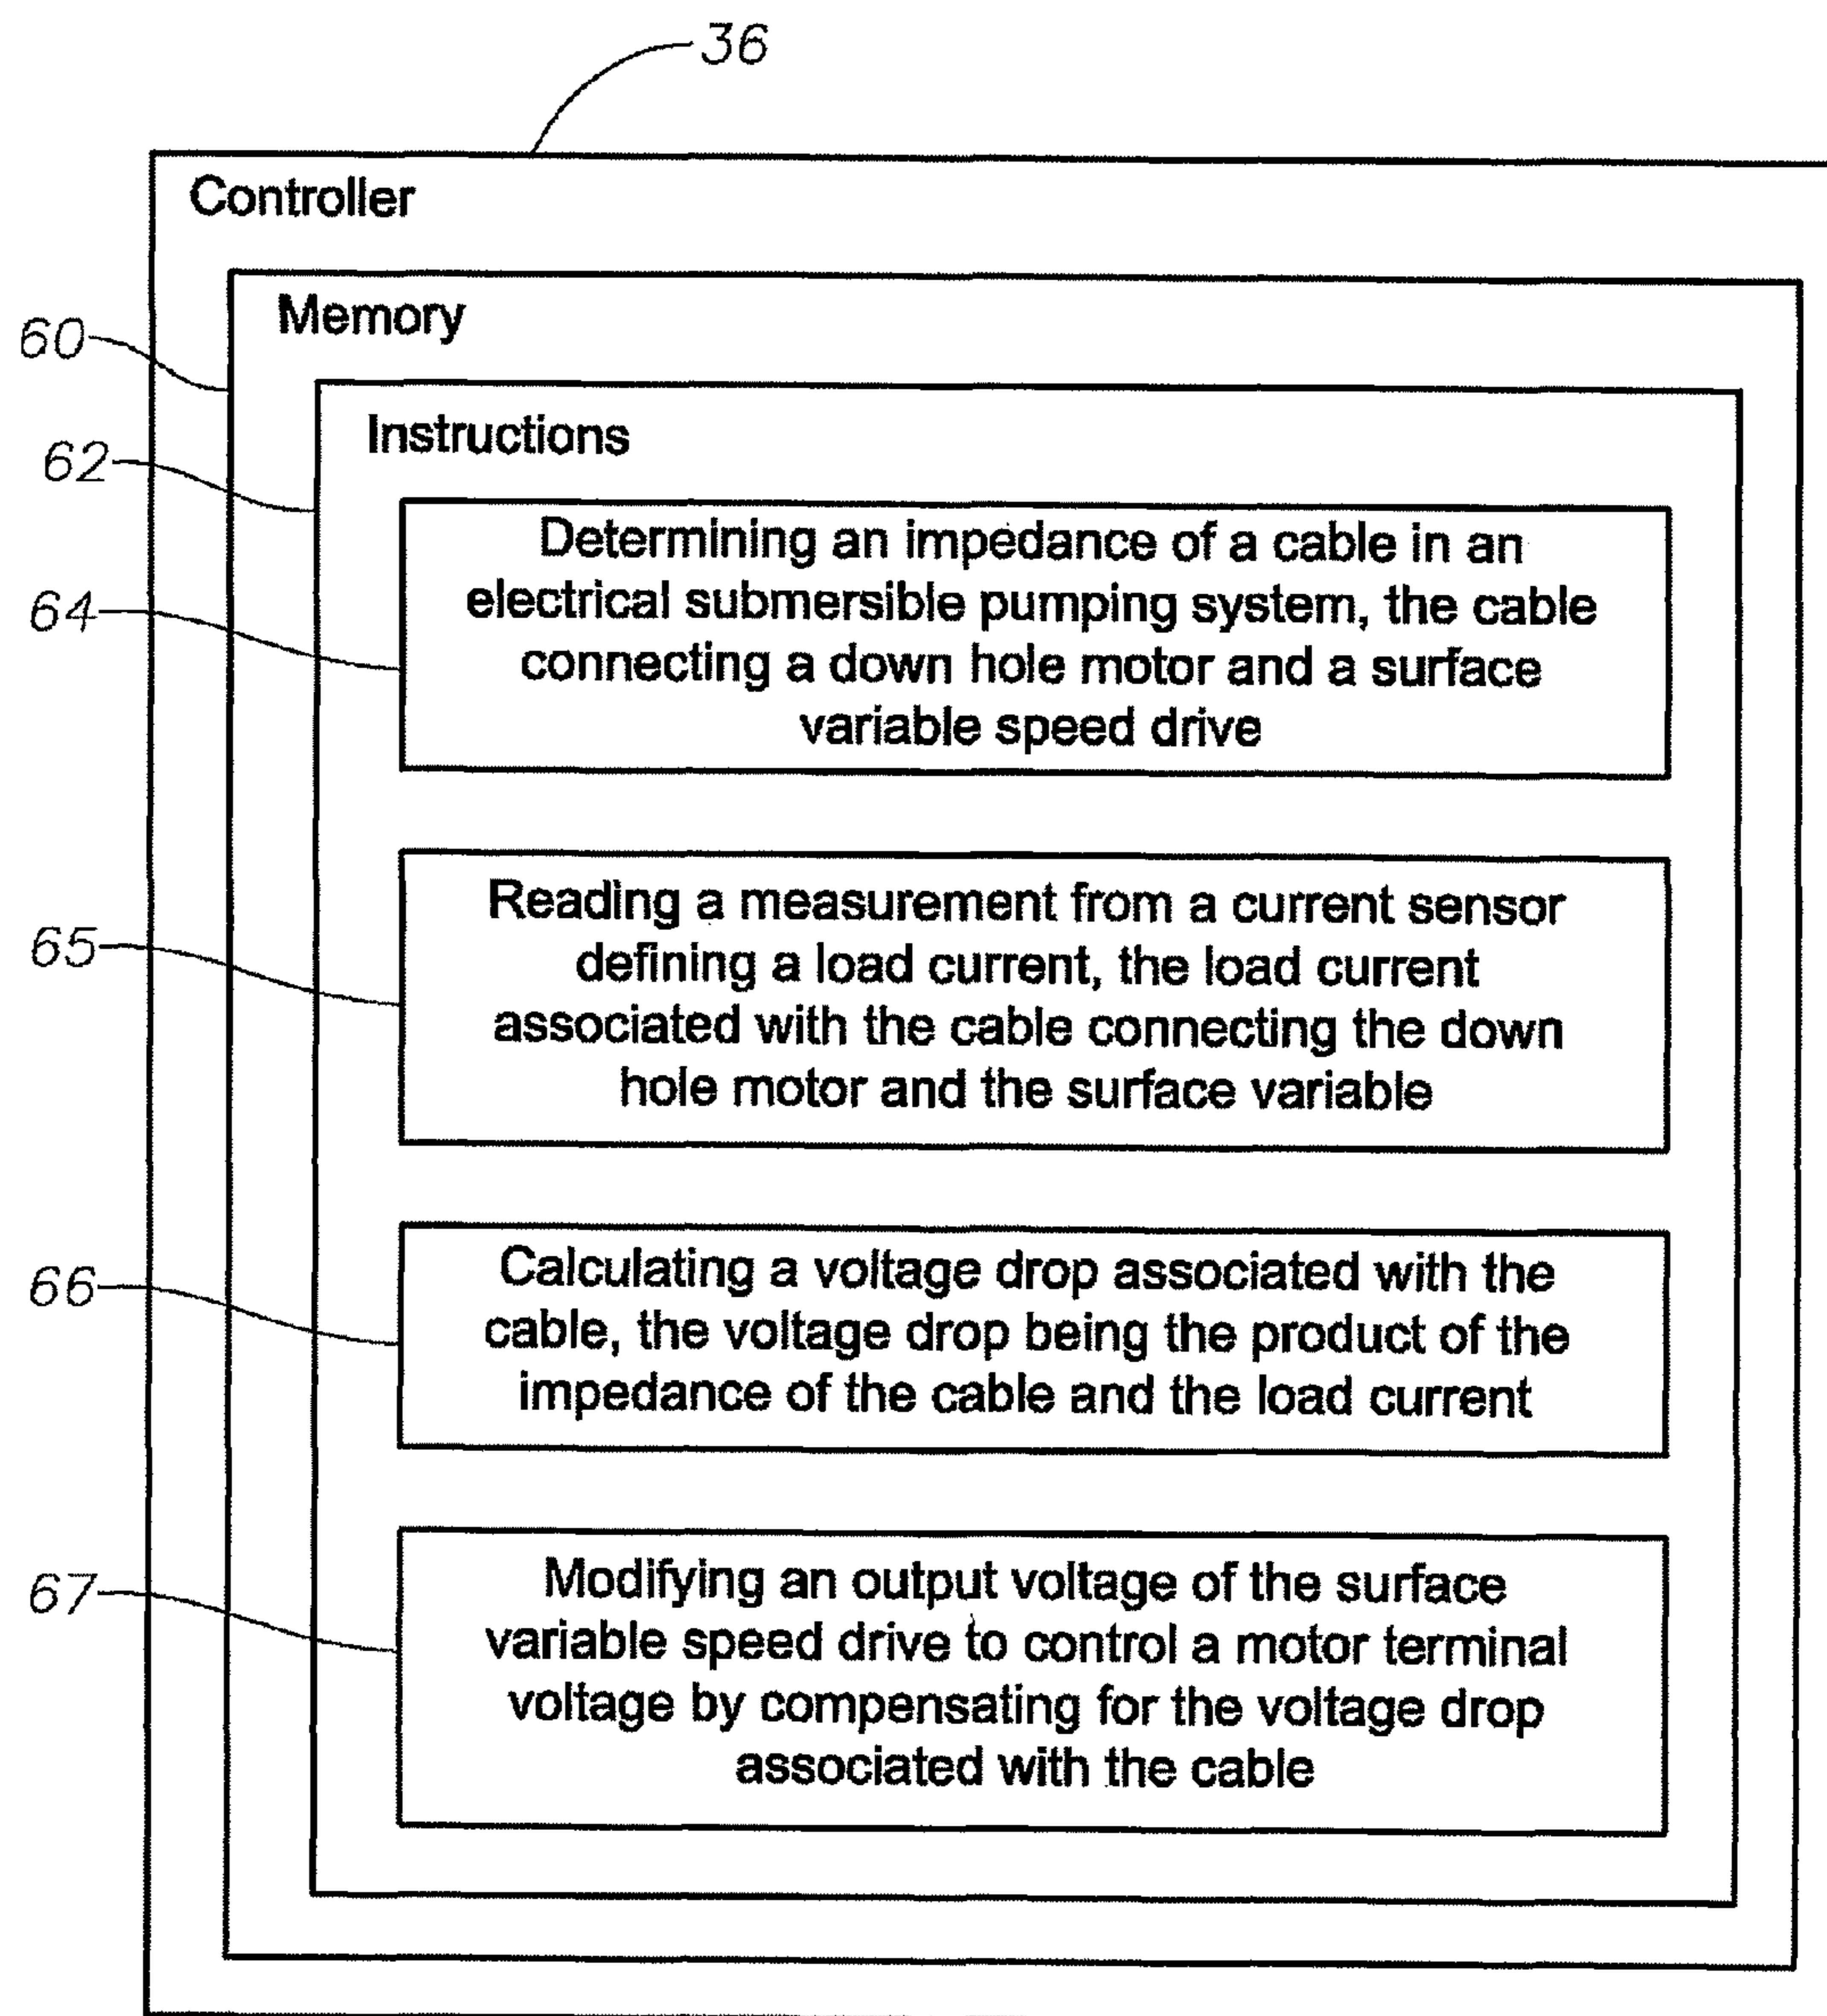 36
Controller
Memory
60
Instructions
62
Determining an impedance of a cable in an
electrical submersible pumping system, the cable
connecting a down hole motor and a surface
variable speed drive
64
Reading a measurement from a current sensor
defining a load current, the load current
associated with the cable connecting the down
hole motor and the surface variable
65
Calculating a voltage drop associated with the
cable, the voltage drop being the product of the
impedance of the cable and the load current
66
Modifying an output voltage of the surface
variable speed drive to control a motor terminal
voltage by compensating for the voltage drop
associated with the cable
67